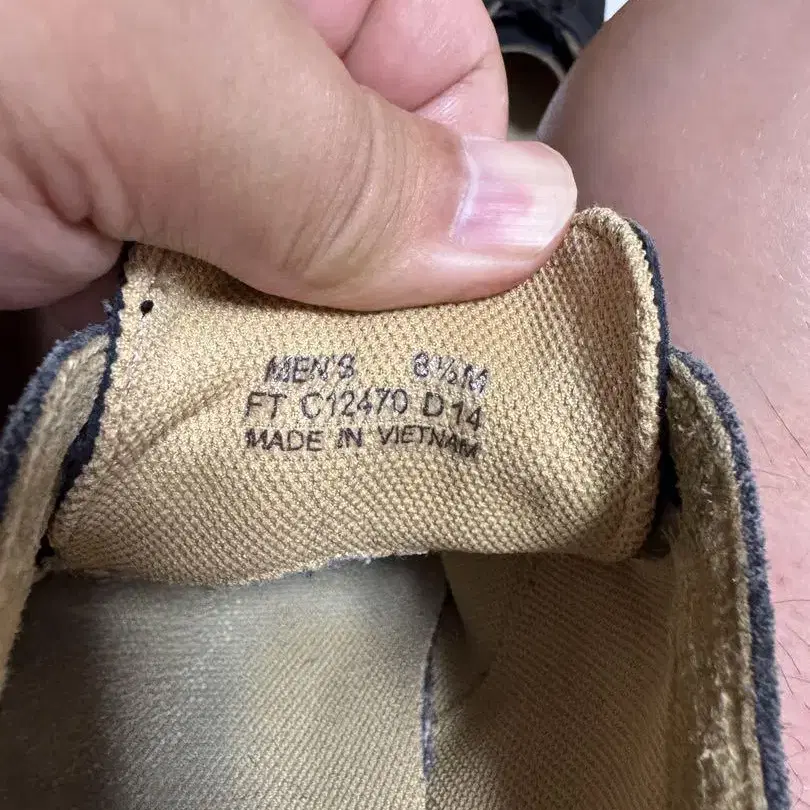 MEN'S 8½M
FT C12470 D14
MADE IN VIETNAM